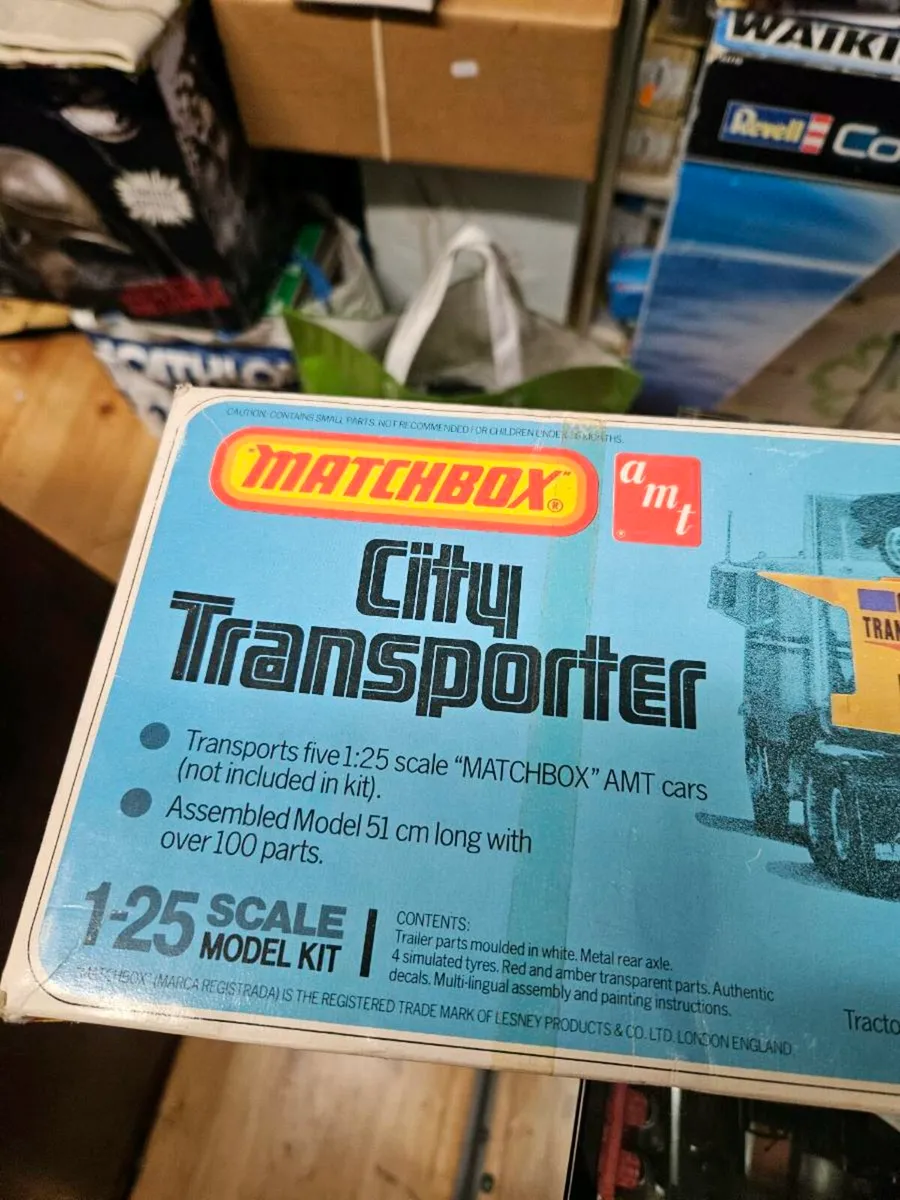 WAIKI
Revell
Co
CAUTION: CONTAINS SMALL PARTS. NOT RECOMMENDED FOR CHILDREN UNDER 36 MONTHS.
"MATCHBOX"®
amt
City
Transporter
TRAN
Transports five 1:25 scale “MATCHBOX” AMT cars
(not included in kit).
Assembled Model 51 cm long with
over 100 parts.
1-25 SCALE
MODEL KIT
CONTENTS:
Trailer parts moulded in white. Metal rear axle.
4 simulated tyres. Red and amber transparent parts. Authentic
decals. Multi-lingual assembly and painting instructions.
"MATCHBOX" (MARCA REGISTRADA) IS THE REGISTERED TRADE MARK OF LESNEY PRODUCTS & CO. LTD. LONDON ENGLAND
Tracto